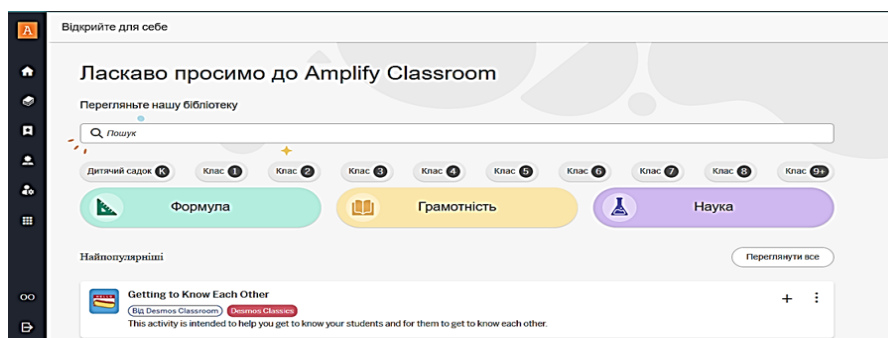 A
Відкрийте для себе
Ласкаво просимо до Amplify Classroom
Перегляньте нашу бібліотеку
Пошук
Дитячий садок K Клас 1 Клас 2 Клас 3 Клас 4 Клас 5 Клас 6 Клас 7 Клас 8 Клас 9+
Формула Грамотність Наука
Найпопулярніші Переглянути все
Getting to Know Each Other
Від Desmos Classroom Desmos Classics
This activity is intended to help you get to know your students and for them to get to know each other.